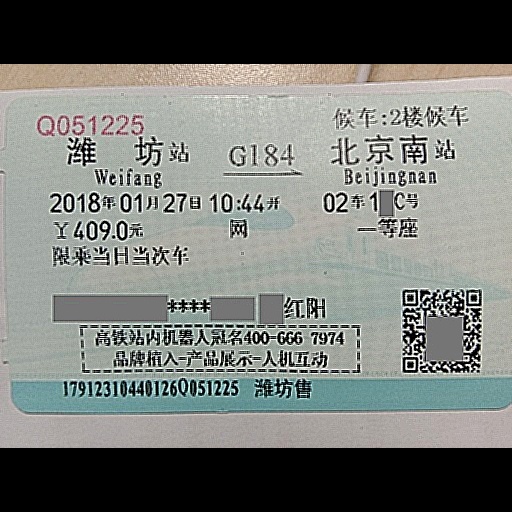 Q051225
候车:2楼候车
潍坊站 G184 北京南站
Weifang Beijingnan
2018年01月27日10:44开 02车1 C号
￥409.0元 网 一等座
限乘当日当次车
**** 红阳
高铁站内机器人冠名400-666 7974
品牌植入-产品展示-人机互动
17912310440126Q051225 潍坊售